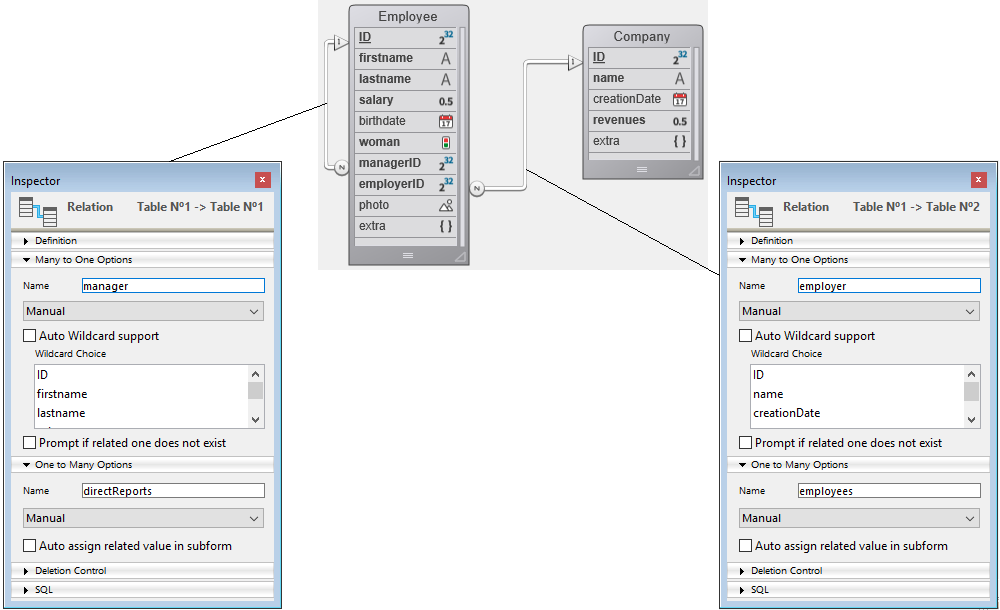 Employee
ID 2^32
firstname A
lastname A
salary 0.5
birthdate 17
woman
managerID 2^32
employerID 2^32
photo
extra { }
1
N
N
1
Company
ID 2^32
name A
creationDate 17
revenues 0.5
extra { }
Inspector x
Relation Table Nº1 -> Table Nº1
Definition
Many to One Options
Name manager
Manual
Auto Wildcard support
Wildcard Choice
ID
firstname
lastname
Prompt if related one does not exist
One to Many Options
Name directReports
Manual
Auto assign related value in subform
Deletion Control
SQL
Inspector x
Relation Table Nº1 -> Table Nº2
Definition
Many to One Options
Name employer
Manual
Auto Wildcard support
Wildcard Choice
ID
name
creationDate
Prompt if related one does not exist
One to Many Options
Name employees
Manual
Auto assign related value in subform
Deletion Control
SQL